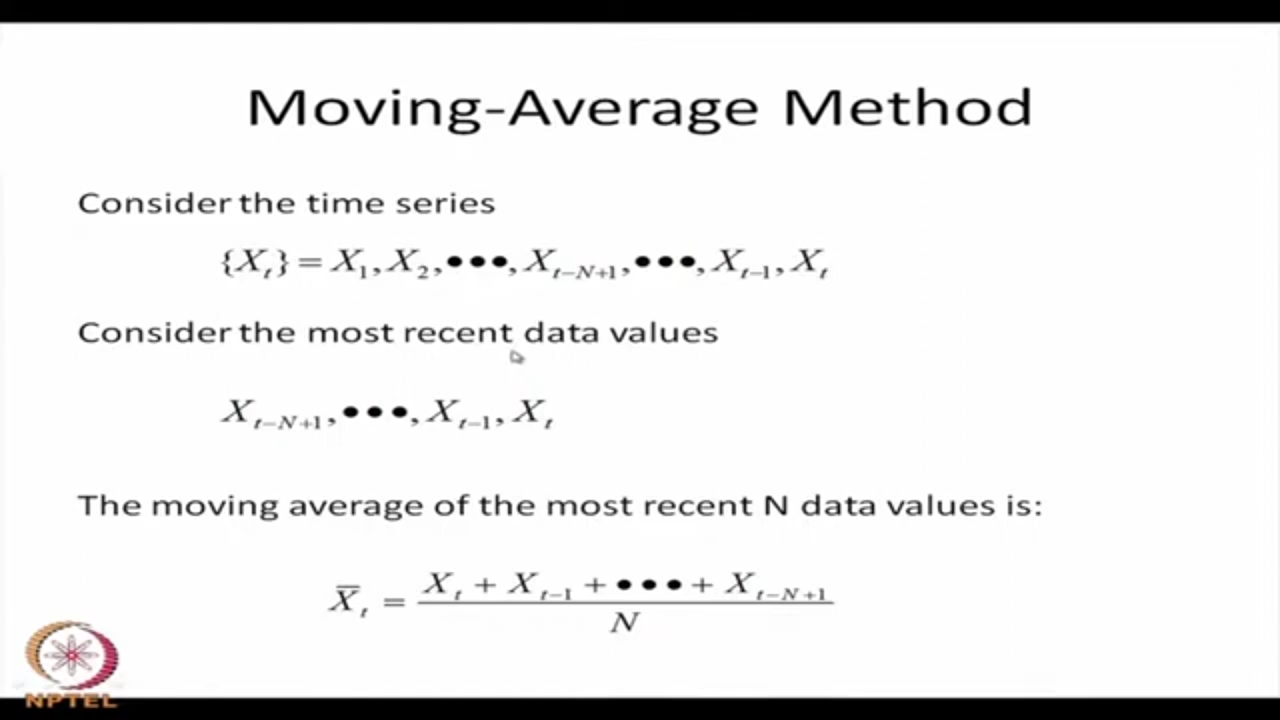 Moving-Average Method
Consider the time series
{X_t} = X_1, X_2, •••, X_{t-N+1}, •••, X_{t-1}, X_t
Consider the most recent data values
X_{t-N+1}, •••, X_{t-1}, X_t
The moving average of the most recent N data values is:
X̄_t = (X_t + X_{t-1} + ••• + X_{t-N+1}) / N
NPTEL